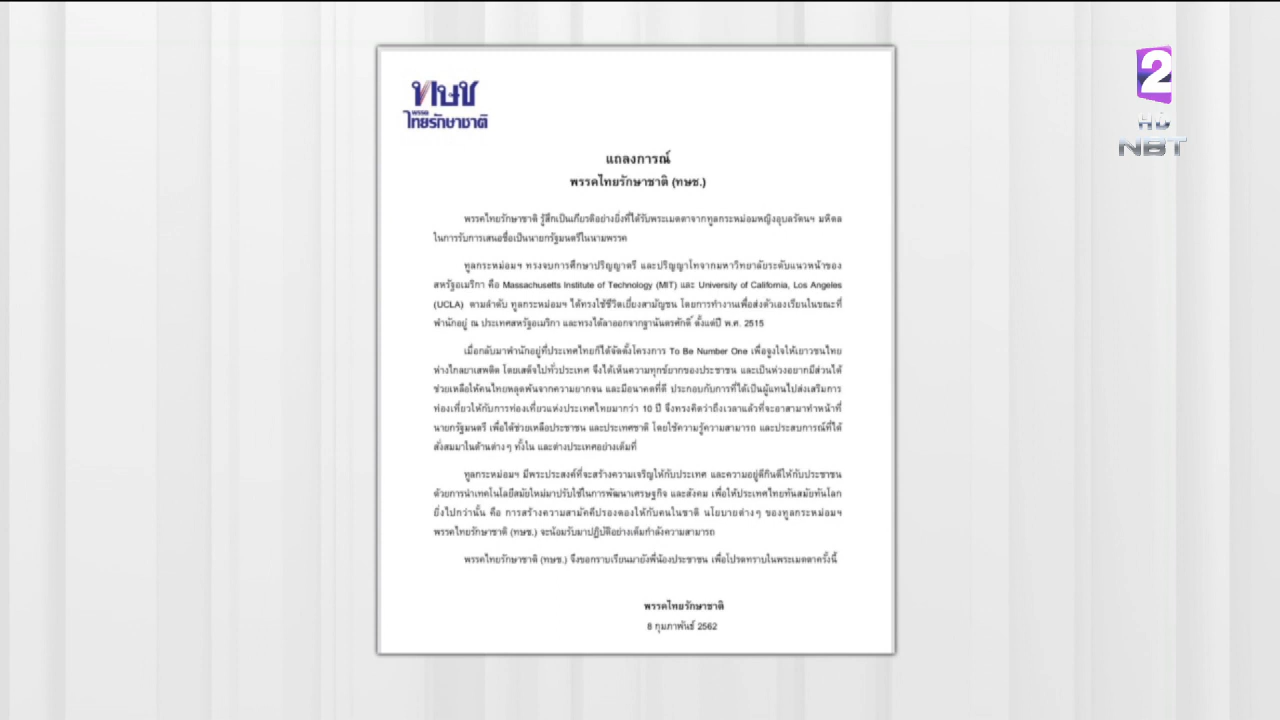 ทษช
พรรค
ไทยรักษาชาติ
2
HD
NBT
แถลงการณ์
พรรคไทยรักษาชาติ (ทษช.)
พรรคไทยรักษาชาติ รู้สึกเป็นเกียรติอย่างยิ่งที่ได้รับพระเมตตาจากทูลกระหม่อมหญิงอุบลรัตนฯ มหิดล
ในการรับการเสนอชื่อเป็นนายกรัฐมนตรีในนามพรรค
ทูลกระหม่อมฯ ทรงจบการศึกษาปริญญาตรี และปริญญาโทจากมหาวิทยาลัยระดับแนวหน้าของ
สหรัฐอเมริกา คือ Massachusetts Institute of Technology (MIT) และ University of California, Los Angeles
(UCLA) ตามลำดับ ทูลกระหม่อมฯ ได้ทรงใช้ชีวิตเยี่ยงสามัญชน โดยการทำงานเพื่อส่งตัวเองเรียนในขณะที่
พำนักอยู่ ณ ประเทศสหรัฐอเมริกา และทรงได้ลาออกจากฐานันดรศักดิ์ ตั้งแต่ปี พ.ศ. 2515
เมื่อกลับมาพำนักอยู่ที่ประเทศไทยก็ได้จัดตั้งโครงการ To Be Number One เพื่อจูงใจให้เยาวชนไทย
ห่างไกลยาเสพติด โดยเสด็จไปทั่วประเทศ จึงได้เห็นความทุกข์ยากของประชาชน และเป็นห่วงอยากมีส่วนได้
ช่วยเหลือให้คนไทยหลุดพ้นจากความยากจน และมีอนาคตที่ดี ประกอบกับการที่ได้เป็นผู้แทนไปส่งเสริมการ
ท่องเที่ยวให้กับการท่องเที่ยวแห่งประเทศไทยมากว่า 10 ปี จึงทรงคิดว่าถึงเวลาแล้วที่จะอาสามาทำหน้าที่
นายกรัฐมนตรี เพื่อได้ช่วยเหลือประชาชน และประเทศชาติ โดยใช้ความรู้ความสามารถ และประสบการณ์ที่ได้
สั่งสมมาในด้านต่างๆ ทั้งใน และต่างประเทศอย่างเต็มที่
ทูลกระหม่อมฯ มีพระประสงค์ที่จะสร้างความเจริญให้กับประเทศ และความอยู่ดีกินดีให้กับประชาชน
ด้วยการนำเทคโนโลยีสมัยใหม่มาปรับใช้ในการพัฒนาเศรษฐกิจ และสังคม เพื่อให้ประเทศไทยทันสมัยทันโลก
ยิ่งไปกว่านั้น คือ การสร้างความสามัคคีปรองดองให้กับคนในชาติ นโยบายต่างๆ ของทูลกระหม่อมฯ
พรรคไทยรักษาชาติ (ทษช.) จะน้อมรับมาปฏิบัติอย่างเต็มกำลังความสามารถ
พรรคไทยรักษาชาติ (ทษช.) จึงขอกราบเรียนมายังพี่น้องประชาชน เพื่อโปรดทราบในพระเมตตาครั้งนี้
พรรคไทยรักษาชาติ
8 กุมภาพันธ์ 2562